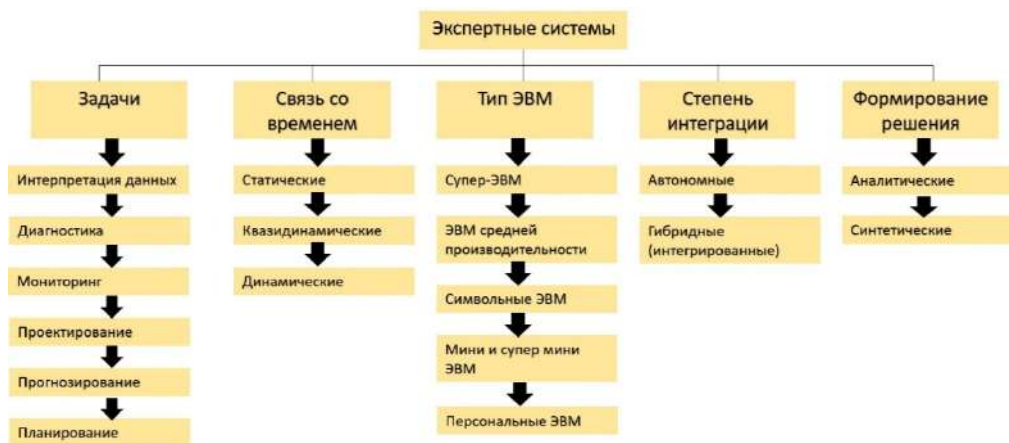 Экспертные системы
Задачи
Интерпретация данных
Диагностика
Мониторинг
Проектирование
Прогнозирование
Планирование
Связь со
временем
Статические
Квазидинамические
Динамические
Тип ЭВМ
Супер-ЭВМ
ЭВМ средней
производительности
Символьные ЭВМ
Мини и супер мини
ЭВМ
Персональные ЭВМ
Степень
интеграции
Автономные
Гибридные
(интегрированные)
Формирование
решения
Аналитические
Синтетические